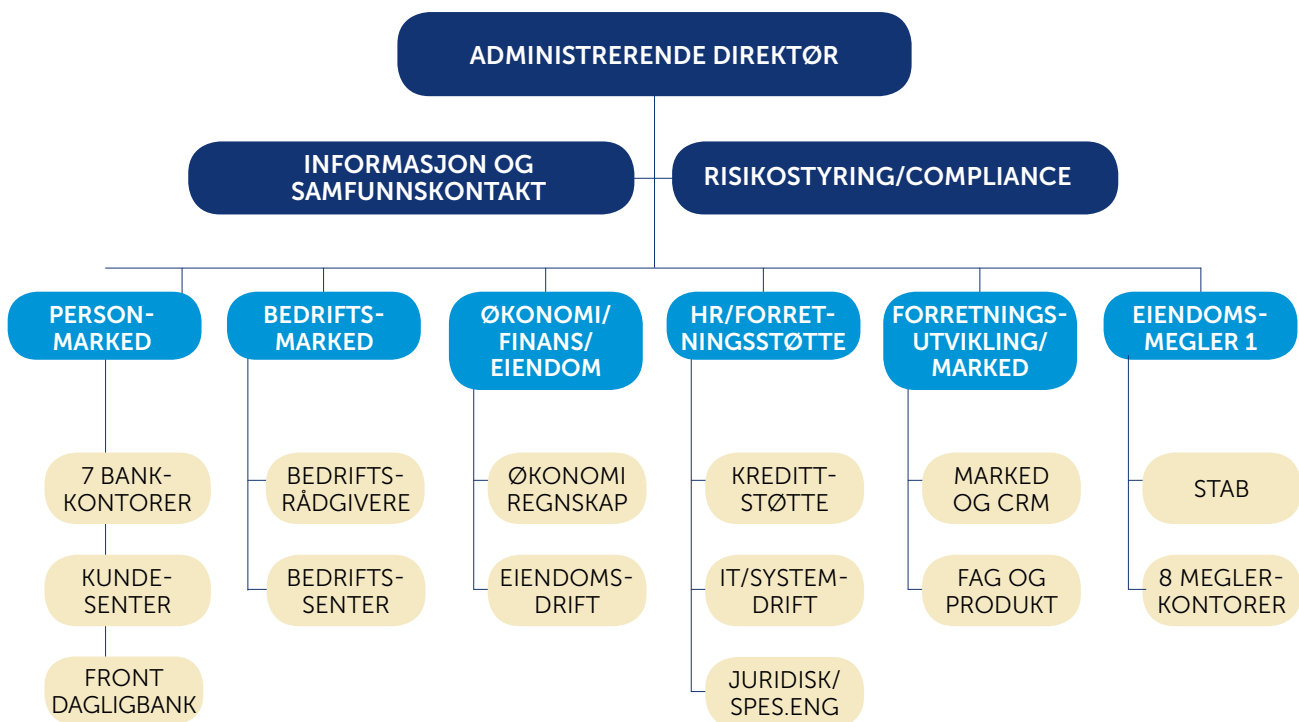 ADMINISTRERENDE DIREKTØR
INFORMASJON OG
SAMFUNNSKONTAKT
RISIKOSTYRING/COMPLIANCE
PERSON-
MARKED
BEDRIFTS-
MARKED
ØKONOMI/
FINANS/
EIENDOM
HR/FORRET-
NINGSSTØTTE
FORRETNINGS-
UTVIKLING/
MARKED
EIENDOMS-
MEGLER 1
7 BANK-
KONTORER
BEDRIFTS-
RÅDGIVERE
ØKONOMI
REGNSKAP
KREDITT-
STØTTE
MARKED
OG CRM
STAB
KUNDE-
SENTER
BEDRIFTS-
SENTER
EIENDOMS-
DRIFT
IT/SYSTEM-
DRIFT
FAG OG
PRODUKT
8 MEGLER-
KONTORER
FRONT
DAGLIGBANK
JURIDISK/
SPES.ENG